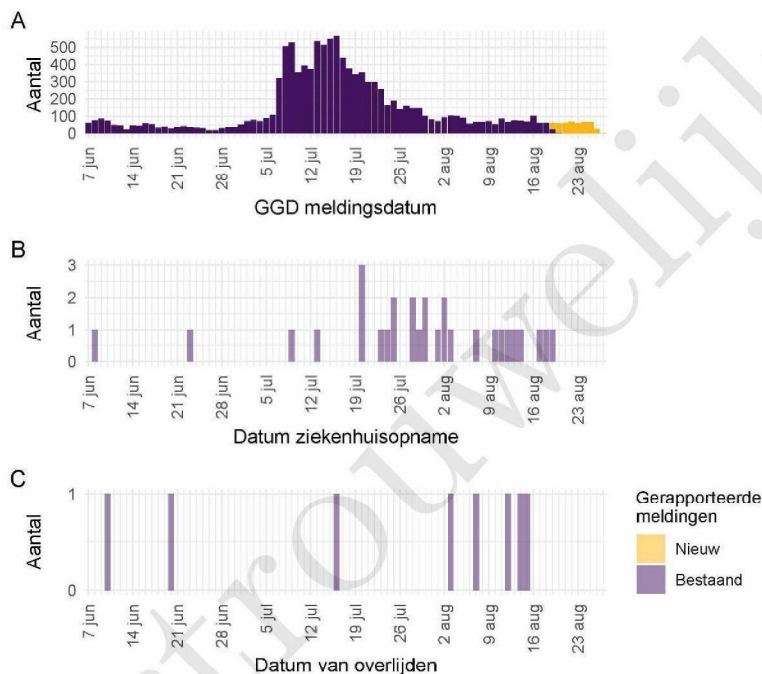 A
Aantal
500
400
300
200
100
0
7 jun
14 jun
21 jun
28 jun
5 jul
12 jul
19 jul
26 jul
2 aug
9 aug
16 aug
23 aug
GGD meldingsdatum
B
Aantal
3
2
1
0
7 jun
14 jun
21 jun
28 jun
5 jul
12 jul
19 jul
26 jul
2 aug
9 aug
16 aug
23 aug
Datum ziekenhuisopname
C
Aantal
1
0
7 jun
14 jun
21 jun
28 jun
5 jul
12 jul
19 jul
26 jul
2 aug
9 aug
16 aug
23 aug
Datum van overlijden
Gerapporteerde
meldingen
Nieuw
Bestaand
strouwelijk